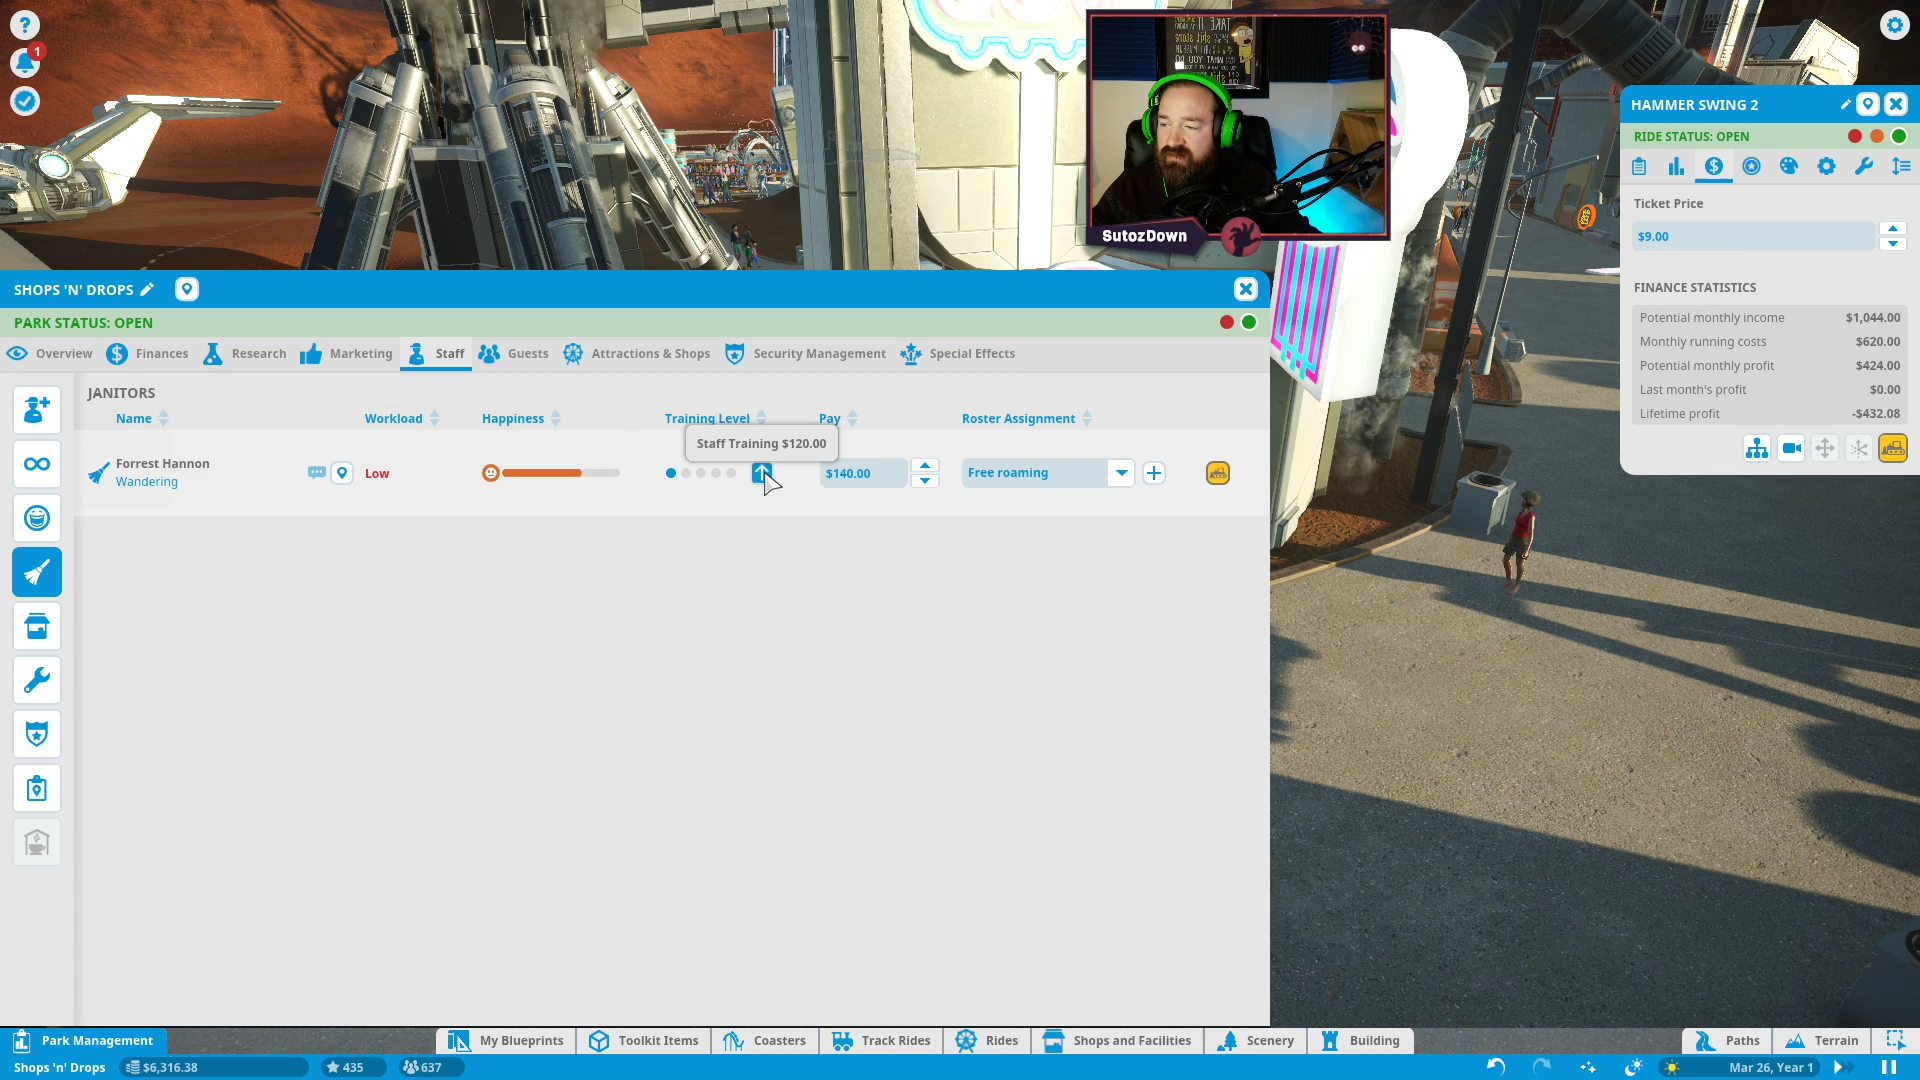 1
SutozDown
HAMMER SWING 2
RIDE STATUS: OPEN
Ticket Price
$9.00
FINANCE STATISTICS
Potential monthly income $1,044.00
Monthly running costs $620.00
Potential monthly profit $424.00
Last month's profit $0.00
Lifetime profit -$432.08
SHOPS 'N' DROPS
PARK STATUS: OPEN
Overview Finances Research Marketing Staff Guests Attractions & Shops Security Management Special Effects
JANITORS
Name Workload Happiness Training Level Pay Roster Assignment
Staff Training $120.00
Forrest Hannon
Wandering
Low
$140.00
Free roaming
Park Management My Blueprints Toolkit Items Coasters Track Rides Rides Shops and Facilities Scenery Building Paths Terrain
Shops 'n' Drops $6,316.38 435 637 Mar 26, Year 1